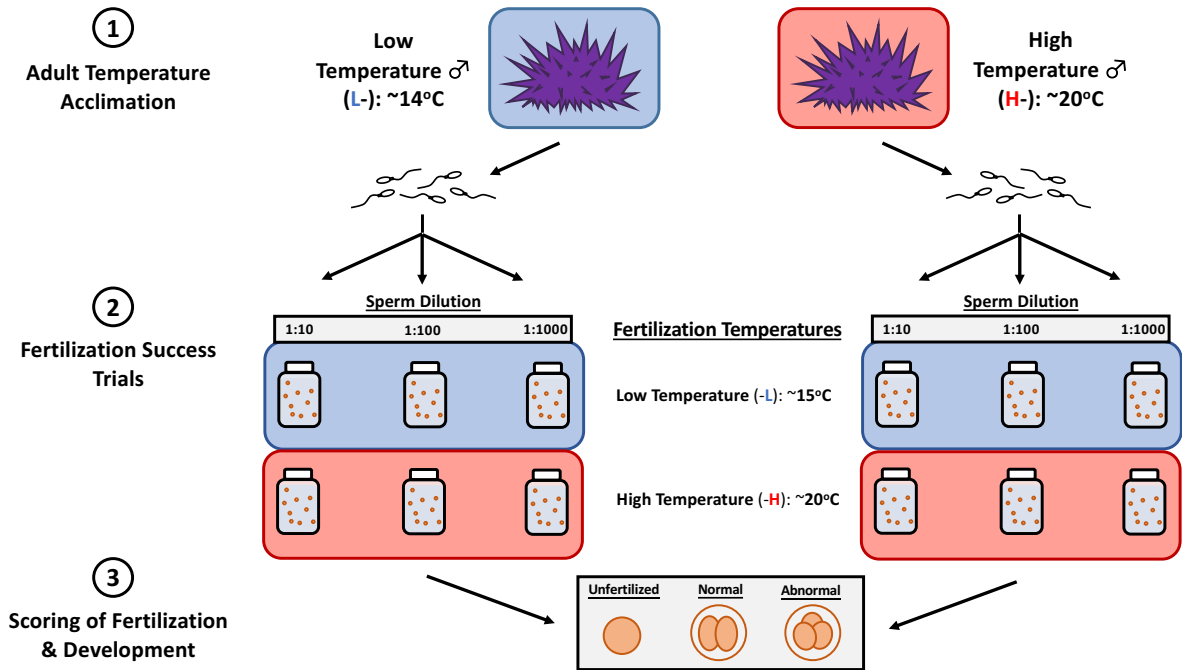 1
Adult Temperature
Acclimation
Low
Temperature ♂
(L-): ~14°C
High
Temperature ♂
(H-): ~20°C
2
Fertilization Success
Trials
Sperm Dilution
1:10 1:100 1:1000
Fertilization Temperatures
Low Temperature (-L): ~15°C
High Temperature (-H): ~20°C
Sperm Dilution
1:10 1:100 1:1000
3
Scoring of Fertilization
& Development
Unfertilized Normal Abnormal